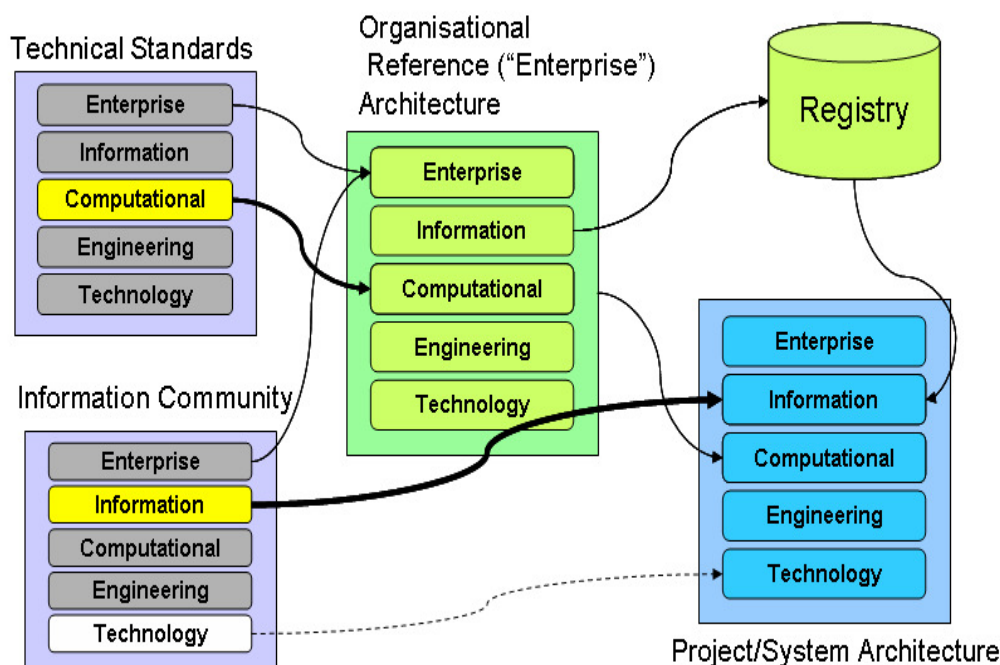 Technical Standards
Enterprise
Information
Computational
Engineering
Technology
Organisational
Reference (“Enterprise”)
Architecture
Enterprise
Information
Computational
Engineering
Technology
Registry
Information Community
Enterprise
Information
Computational
Engineering
Technology
Enterprise
Information
Computational
Engineering
Technology
Project/System Architecture